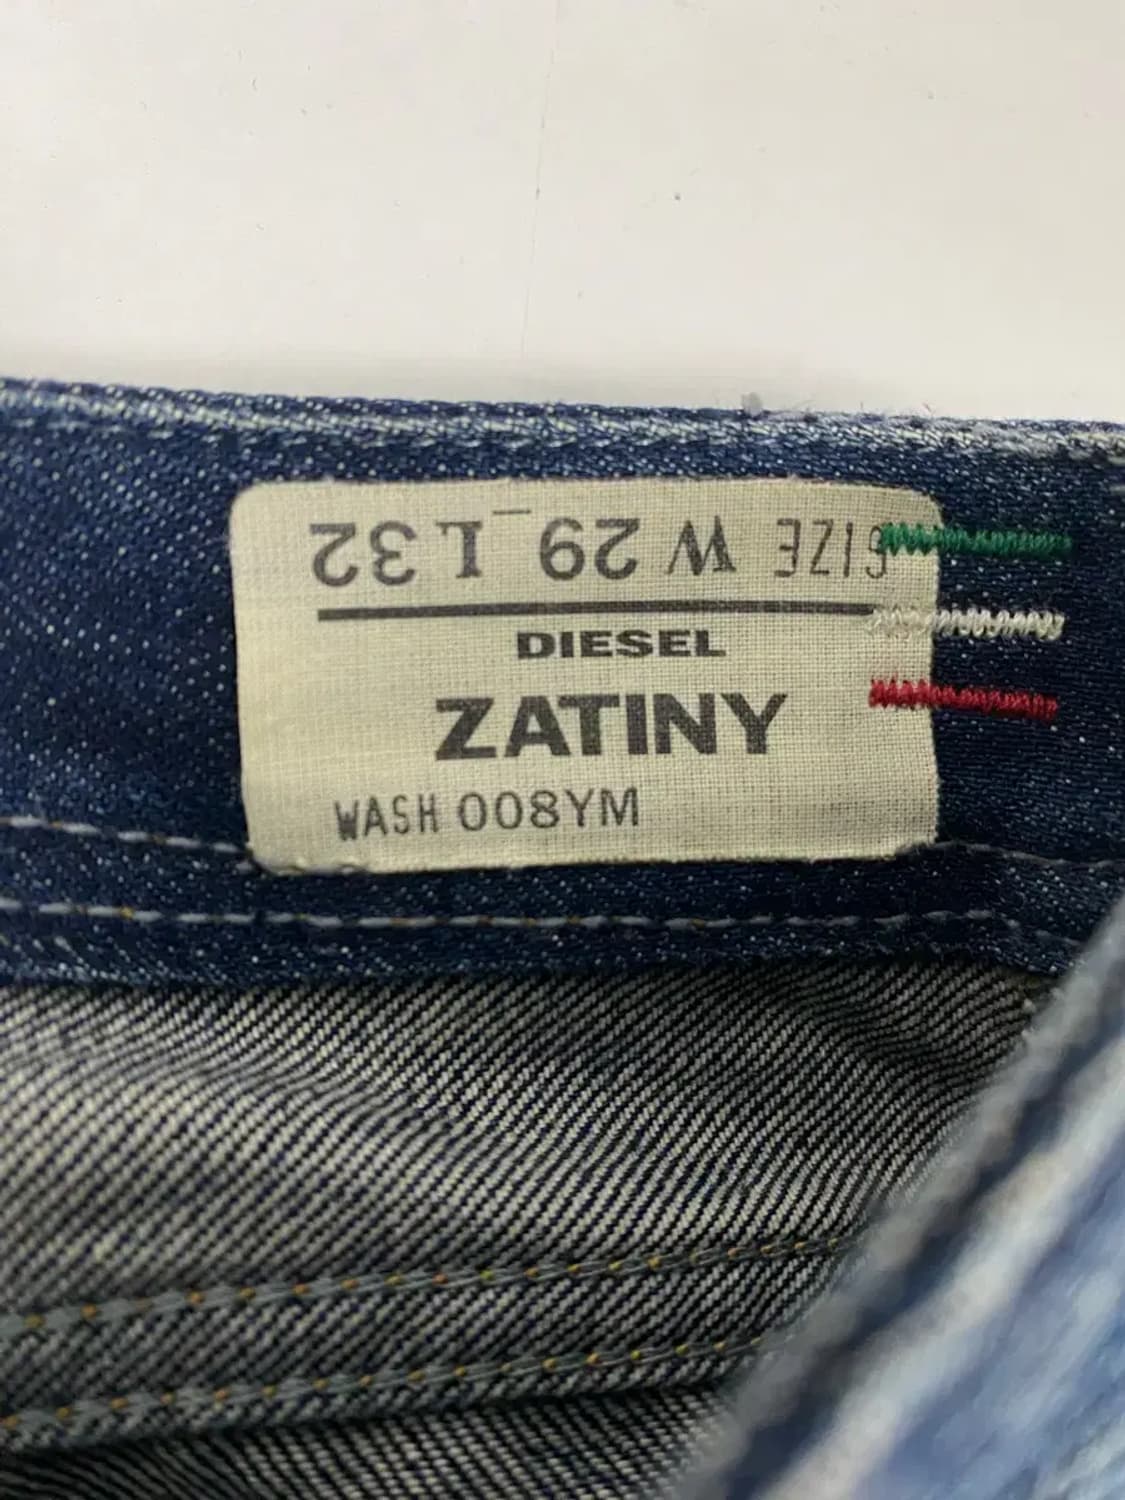 SIZE W 29 L 32
DIESEL
ZATINY
WASH 008YM